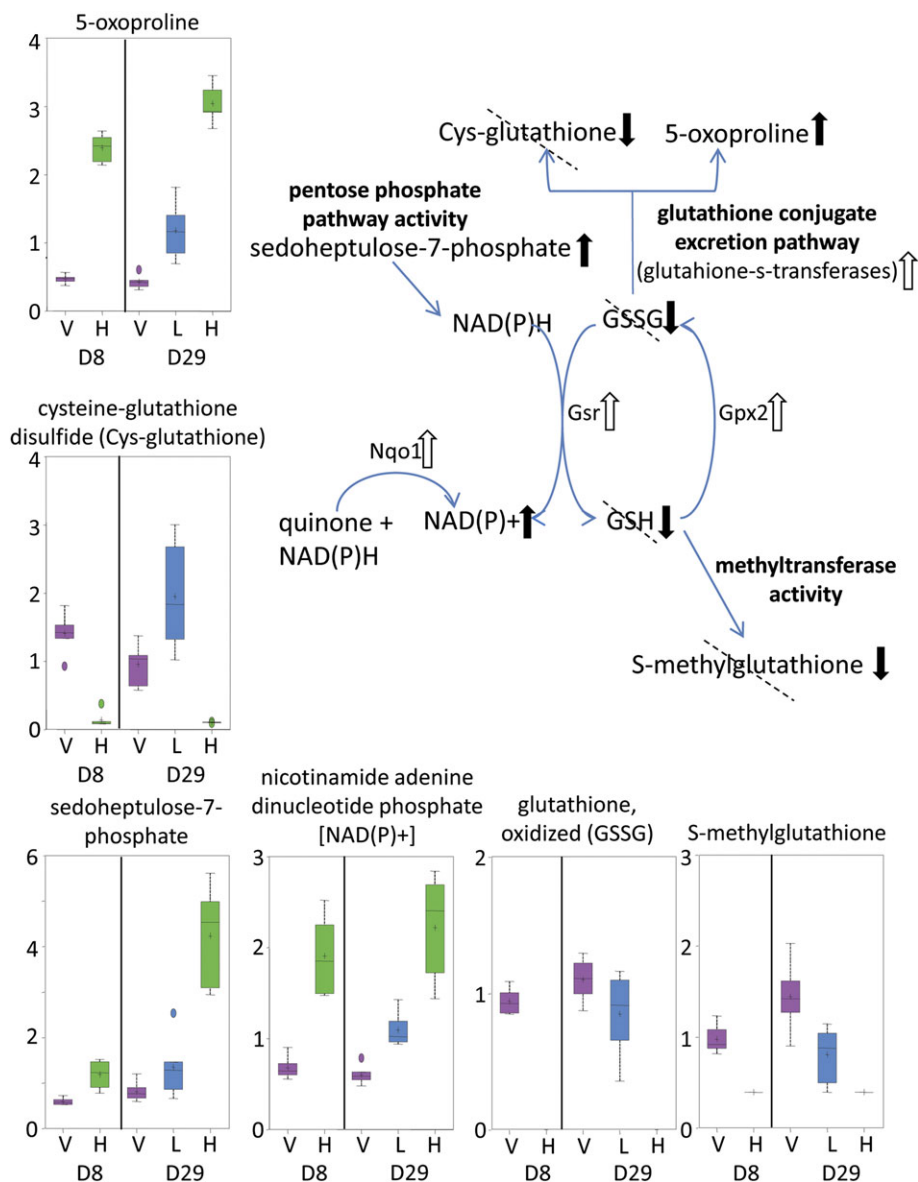 5-oxoproline
4
3
2
1
0
V H V L H
D8 D29
cysteine-glutathione
disulfide (Cys-glutathione)
4
3
2
1
0
V H V L H
D8 D29
Cys-glutathione 5-oxoproline
pentose phosphate
pathway activity
sedoheptulose-7-phosphate
glutathione conjugate
excretion pathway
(glutahione-s-transferases)
NAD(P)H GSSG
Gsr Gpx2
Nqo1
quinone +
NAD(P)H
NAD(P)+ GSH
methyltransferase
activity
S-methylglutathione
sedoheptulose-7-
phosphate
6
4
2
0
V H V L H
D8 D29
nicotinamide adenine
dinucleotide phosphate
[NAD(P)+]
3
2
1
0
V H V L H
D8 D29
glutathione,
oxidized (GSSG)
2
1
0
V H V L H
D8 D29
S-methylglutathione
3
2
1
0
V H V L H
D8 D29